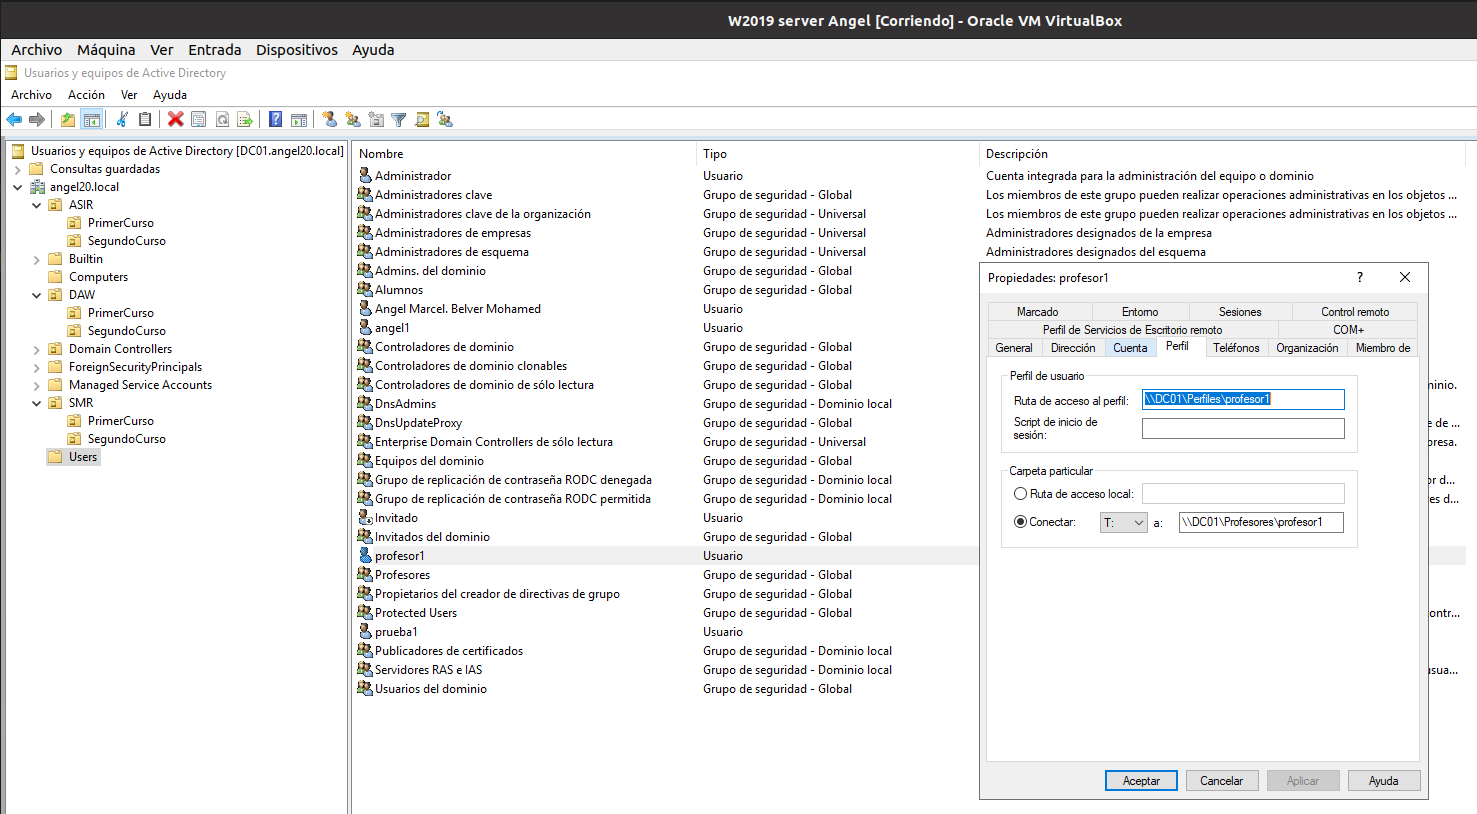 W2019 server Angel [Corriendo] - Oracle VM VirtualBox
Archivo Máquina Ver Entrada Dispositivos Ayuda
Usuarios y equipos de Active Directory
Archivo Acción Ver Ayuda
Usuarios y equipos de Active Directory [DC01.angel20.local]
Consultas guardadas
angel20.local
ASIR
PrimerCurso
SegundoCurso
Builtin
Computers
DAW
PrimerCurso
SegundoCurso
Domain Controllers
ForeignSecurityPrincipals
Managed Service Accounts
SMR
PrimerCurso
SegundoCurso
Users
Nombre Tipo Descripción
Administrador Usuario Cuenta integrada para la administración del equipo o dominio
Administradores clave Grupo de seguridad - Global Los miembros de este grupo pueden realizar operaciones administrativas en los objetos ...
Administradores clave de la organización Grupo de seguridad - Universal Los miembros de este grupo pueden realizar operaciones administrativas en los objetos ...
Administradores de empresas Grupo de seguridad - Universal Administradores designados de la empresa
Administradores de esquema Grupo de seguridad - Universal Administradores designados del esquema
Admins. del dominio Grupo de seguridad - Global
Alumnos Grupo de seguridad - Global
Angel Marcel. Belver Mohamed Usuario
angel1 Usuario
Controladores de dominio Grupo de seguridad - Global
Controladores de dominio clonables Grupo de seguridad - Global
Controladores de dominio de sólo lectura Grupo de seguridad - Global
DnsAdmins Grupo de seguridad - Dominio local
DnsUpdateProxy Grupo de seguridad - Global
Enterprise Domain Controllers de sólo lectura Grupo de seguridad - Universal
Equipos del dominio Grupo de seguridad - Global
Grupo de replicación de contraseña RODC denegada Grupo de seguridad - Dominio local
Grupo de replicación de contraseña RODC permitida Grupo de seguridad - Dominio local
Invitado Usuario
Invitados del dominio Grupo de seguridad - Global
profesor1 Usuario
Profesores Grupo de seguridad - Global
Propietarios del creador de directivas de grupo Grupo de seguridad - Global
Protected Users Grupo de seguridad - Global
prueba1 Usuario
Publicadores de certificados Grupo de seguridad - Dominio local
Servidores RAS e IAS Grupo de seguridad - Dominio local
Usuarios del dominio Grupo de seguridad - Global
Propiedades: profesor1 ?
Marcado Entorno Sesiones Control remoto
Perfil de Servicios de Escritorio remoto COM+
General Dirección Cuenta Perfil Teléfonos Organización Miembro de
Perfil de usuario
Ruta de acceso al perfil: \\DC01\Perfiles\profesor1
Script de inicio de
sesión:
Carpeta particular
Ruta de acceso local:
Conectar: T: a: \\DC01\Profesores\profesor1
Aceptar Cancelar Aplicar Ayuda